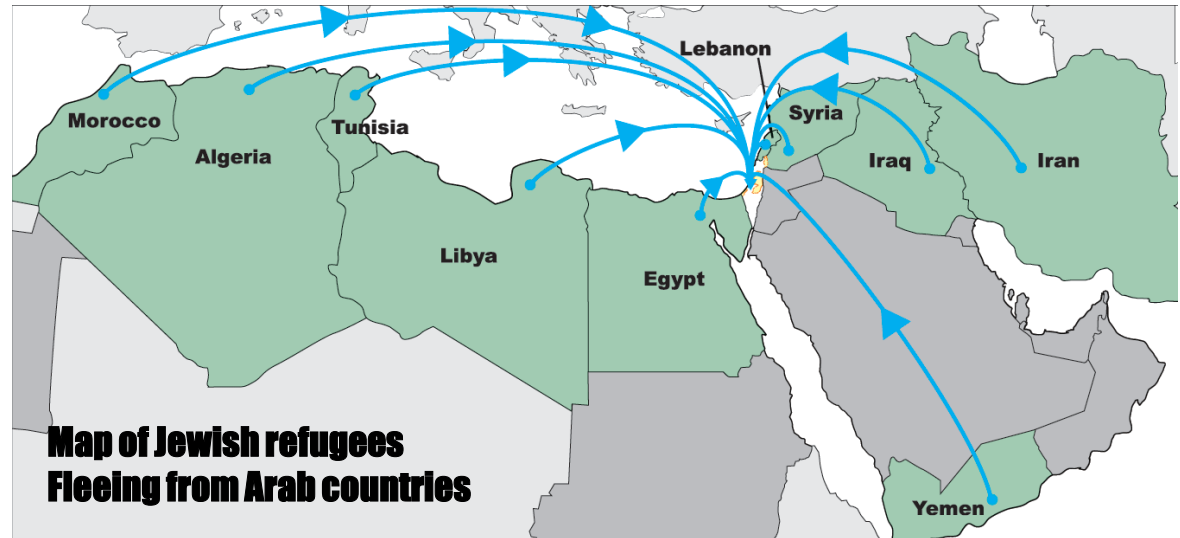 Lebanon
Syria
Morocco
Tunisia
Algeria
Iraq
Iran
Libya
Egypt
Yemen
Map of Jewish refugees
Fleeing from Arab countries